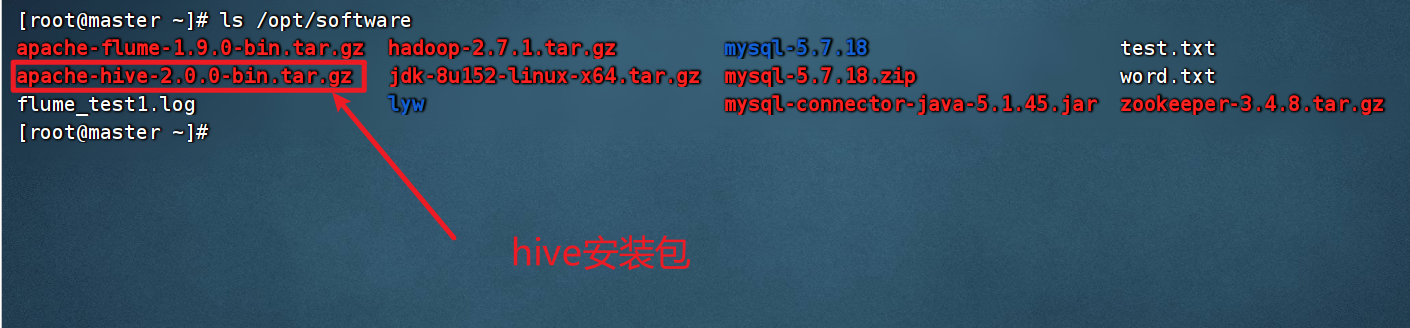 [root@master ~]# ls /opt/software
apache-flume-1.9.0-bin.tar.gz hadoop-2.7.1.tar.gz mysql-5.7.18 test.txt
apache-hive-2.0.0-bin.tar.gz jdk-8u152-linux-x64.tar.gz mysql-5.7.18.zip word.txt
flume_test1.log lyw mysql-connector-java-5.1.45.jar zookeeper-3.4.8.tar.gz
[root@master ~]#
hive安装包